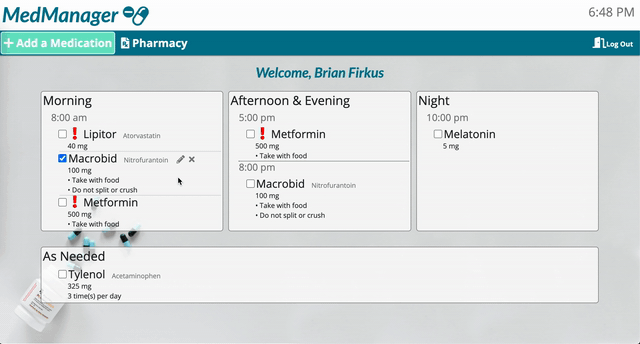 MedManager
6:48 PM
+ Add a Medication
Pharmacy
Log Out
Welcome, Brian Firkus
Morning
8:00 am
Lipitor Atorvastatin
40 mg
Macrobid Nitrofurantoin
100 mg
• Take with food
• Do not split or crush
Metformin
500 mg
• Take with food
Afternoon & Evening
5:00 pm
Metformin
500 mg
• Take with food
8:00 pm
Macrobid Nitrofurantoin
100 mg
• Take with food
• Do not split or crush
Night
10:00 pm
Melatonin
5 mg
As Needed
Tylenol Acetaminophen
325 mg
3 time(s) per day